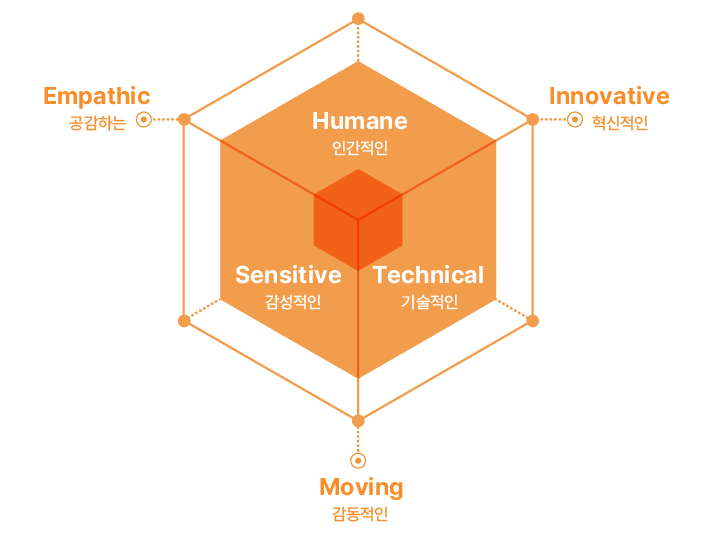 Empathic
공감하는
Innovative
혁신적인
Humane
인간적인
Sensitive
감성적인
Technical
기술적인
Moving
감동적인